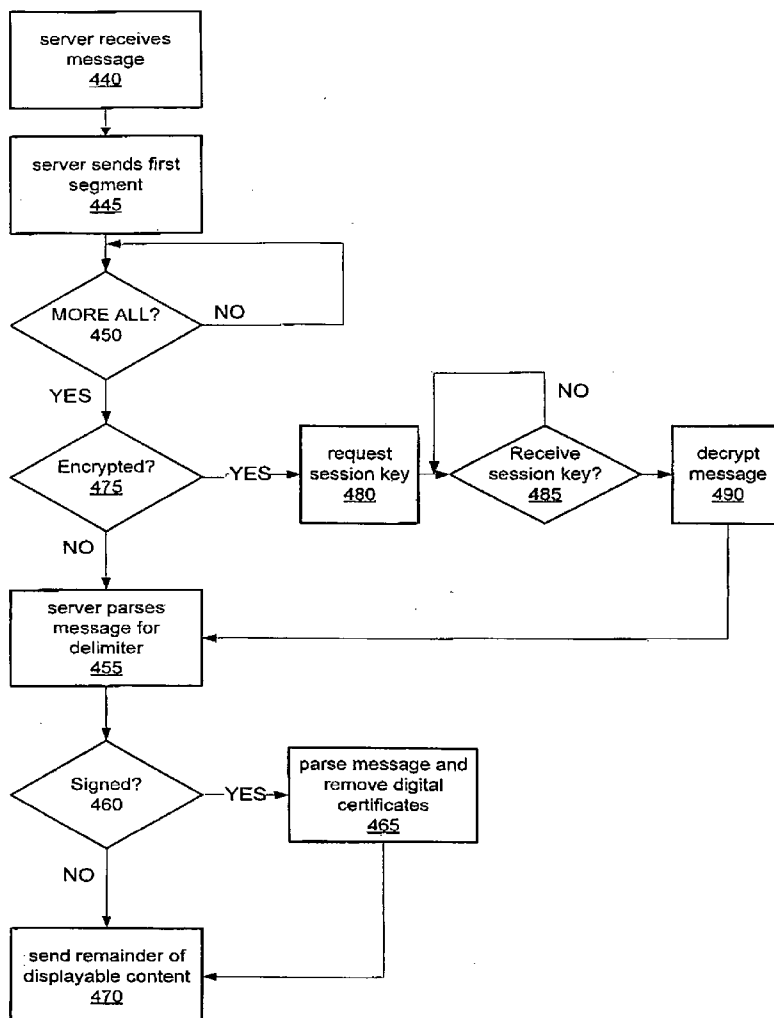 server receives
message
440
server sends first
segment
445
MORE ALL?
450
NO
YES
Encrypted?
475
YES
request
session key
480
NO
Receive
session key?
485
decrypt
message
490
NO
server parses
message for
delimiter
455
Signed?
460
YES
parse message and
remove digital
certificates
465
NO
send remainder of
displayable content
470